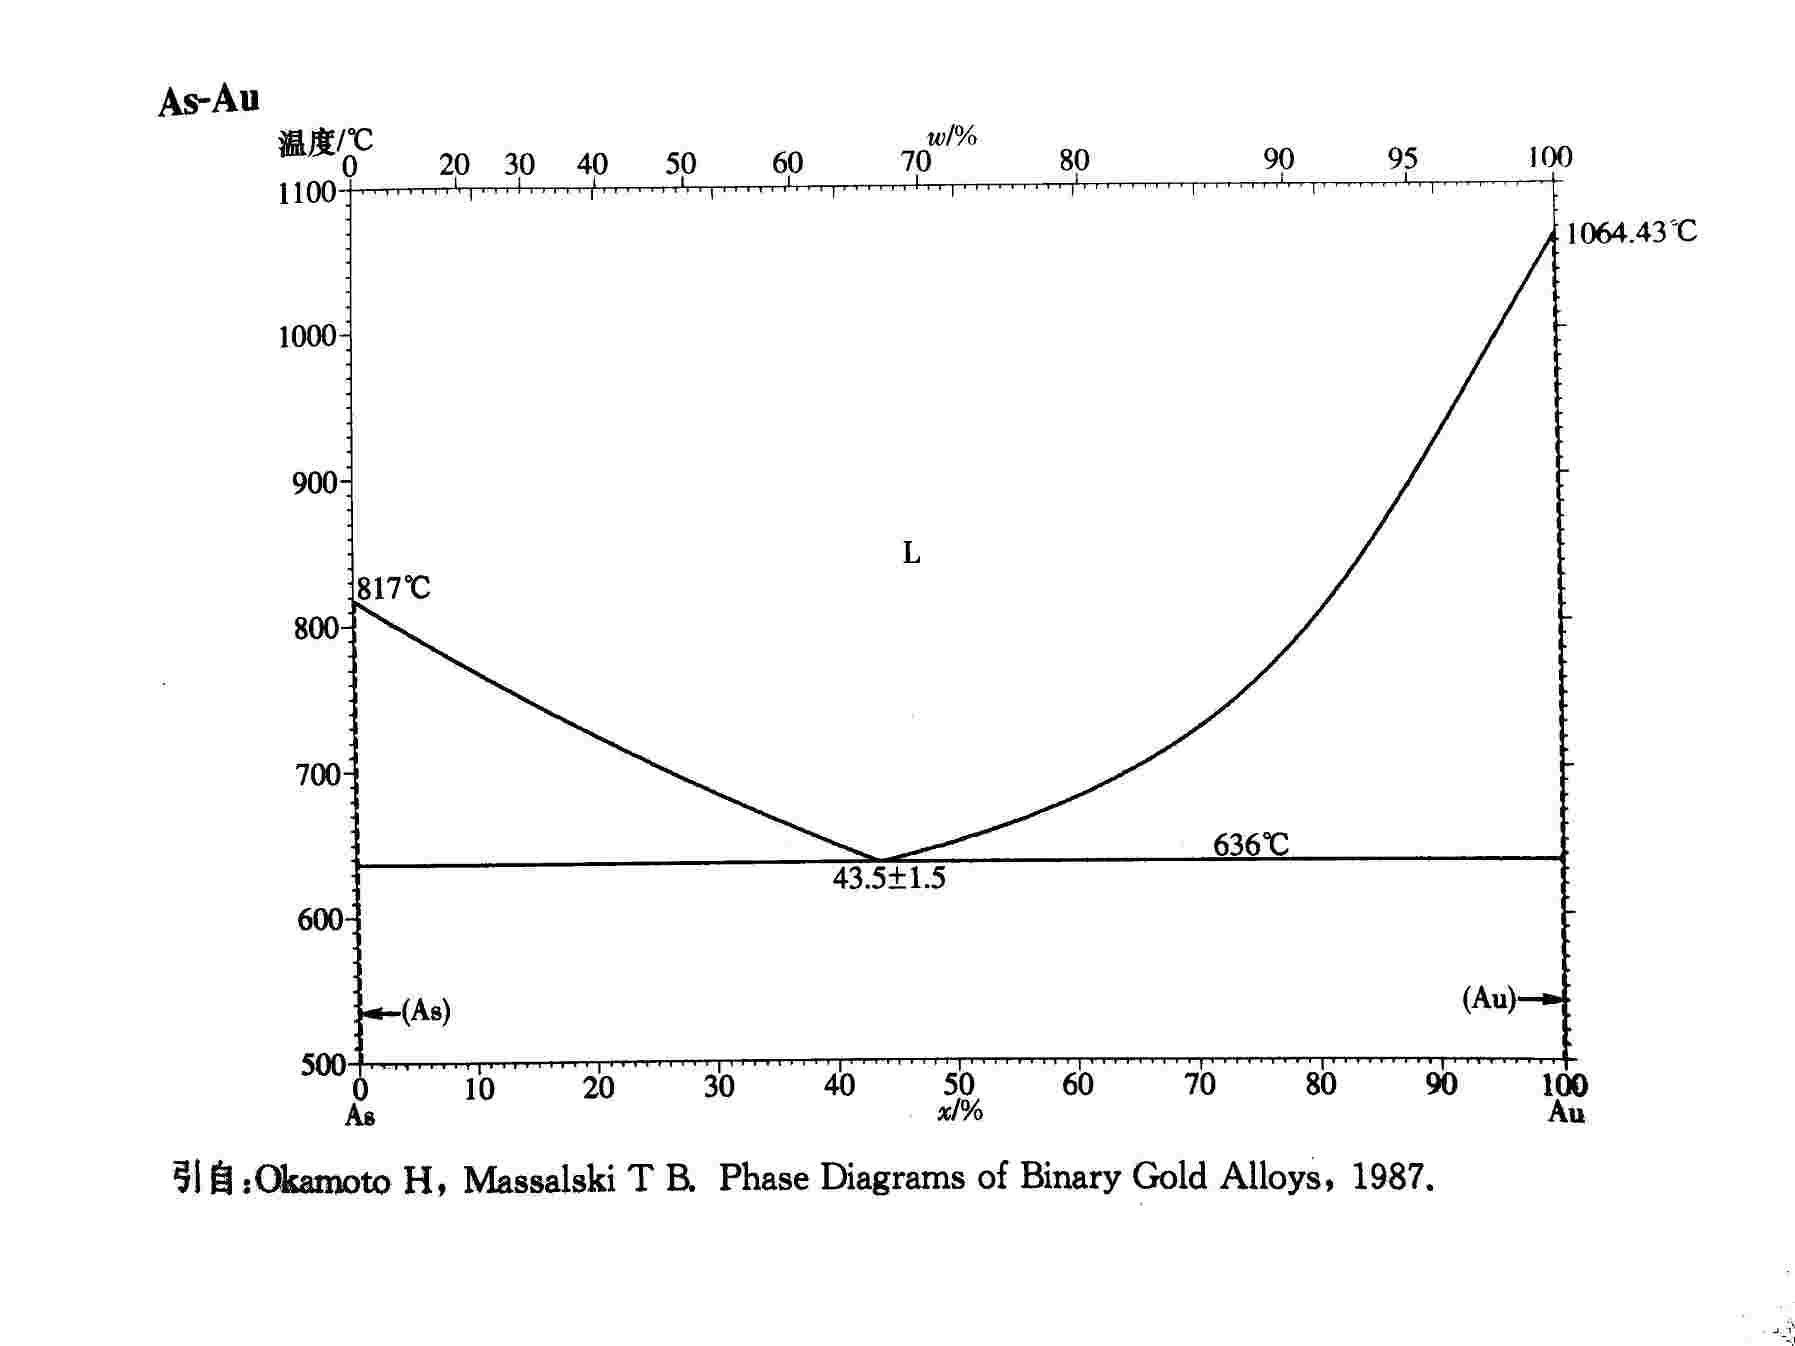 As-Au
温度/℃
w/%
0 20 30 40 50 60 70 80 90 95 100
1100
1064.43℃
1000
900
L
817℃
800
700
636℃
43.5±1.5
600
(As)
(Au)
500
0 10 20 30 40 50 60 70 80 90 100
As x/% Au
引自:Okamoto H, Massalski T B. Phase Diagrams of Binary Gold Alloys, 1987.